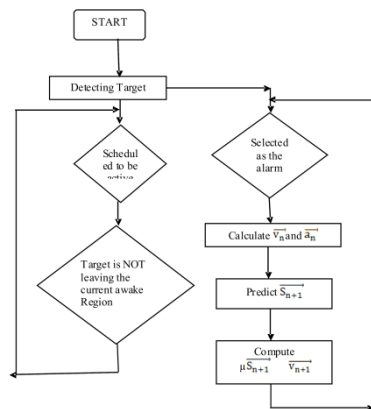 START
Detecting Target
Schedul
ed to be
active
Selected
as the
alarm
Target is NOT
leaving the
current awake
Region
Calculate v⃗ₙ and a⃗ₙ
Predict S⃗ₙ₊₁
Compute
μS⃗ₙ₊₁ v⃗ₙ₊₁